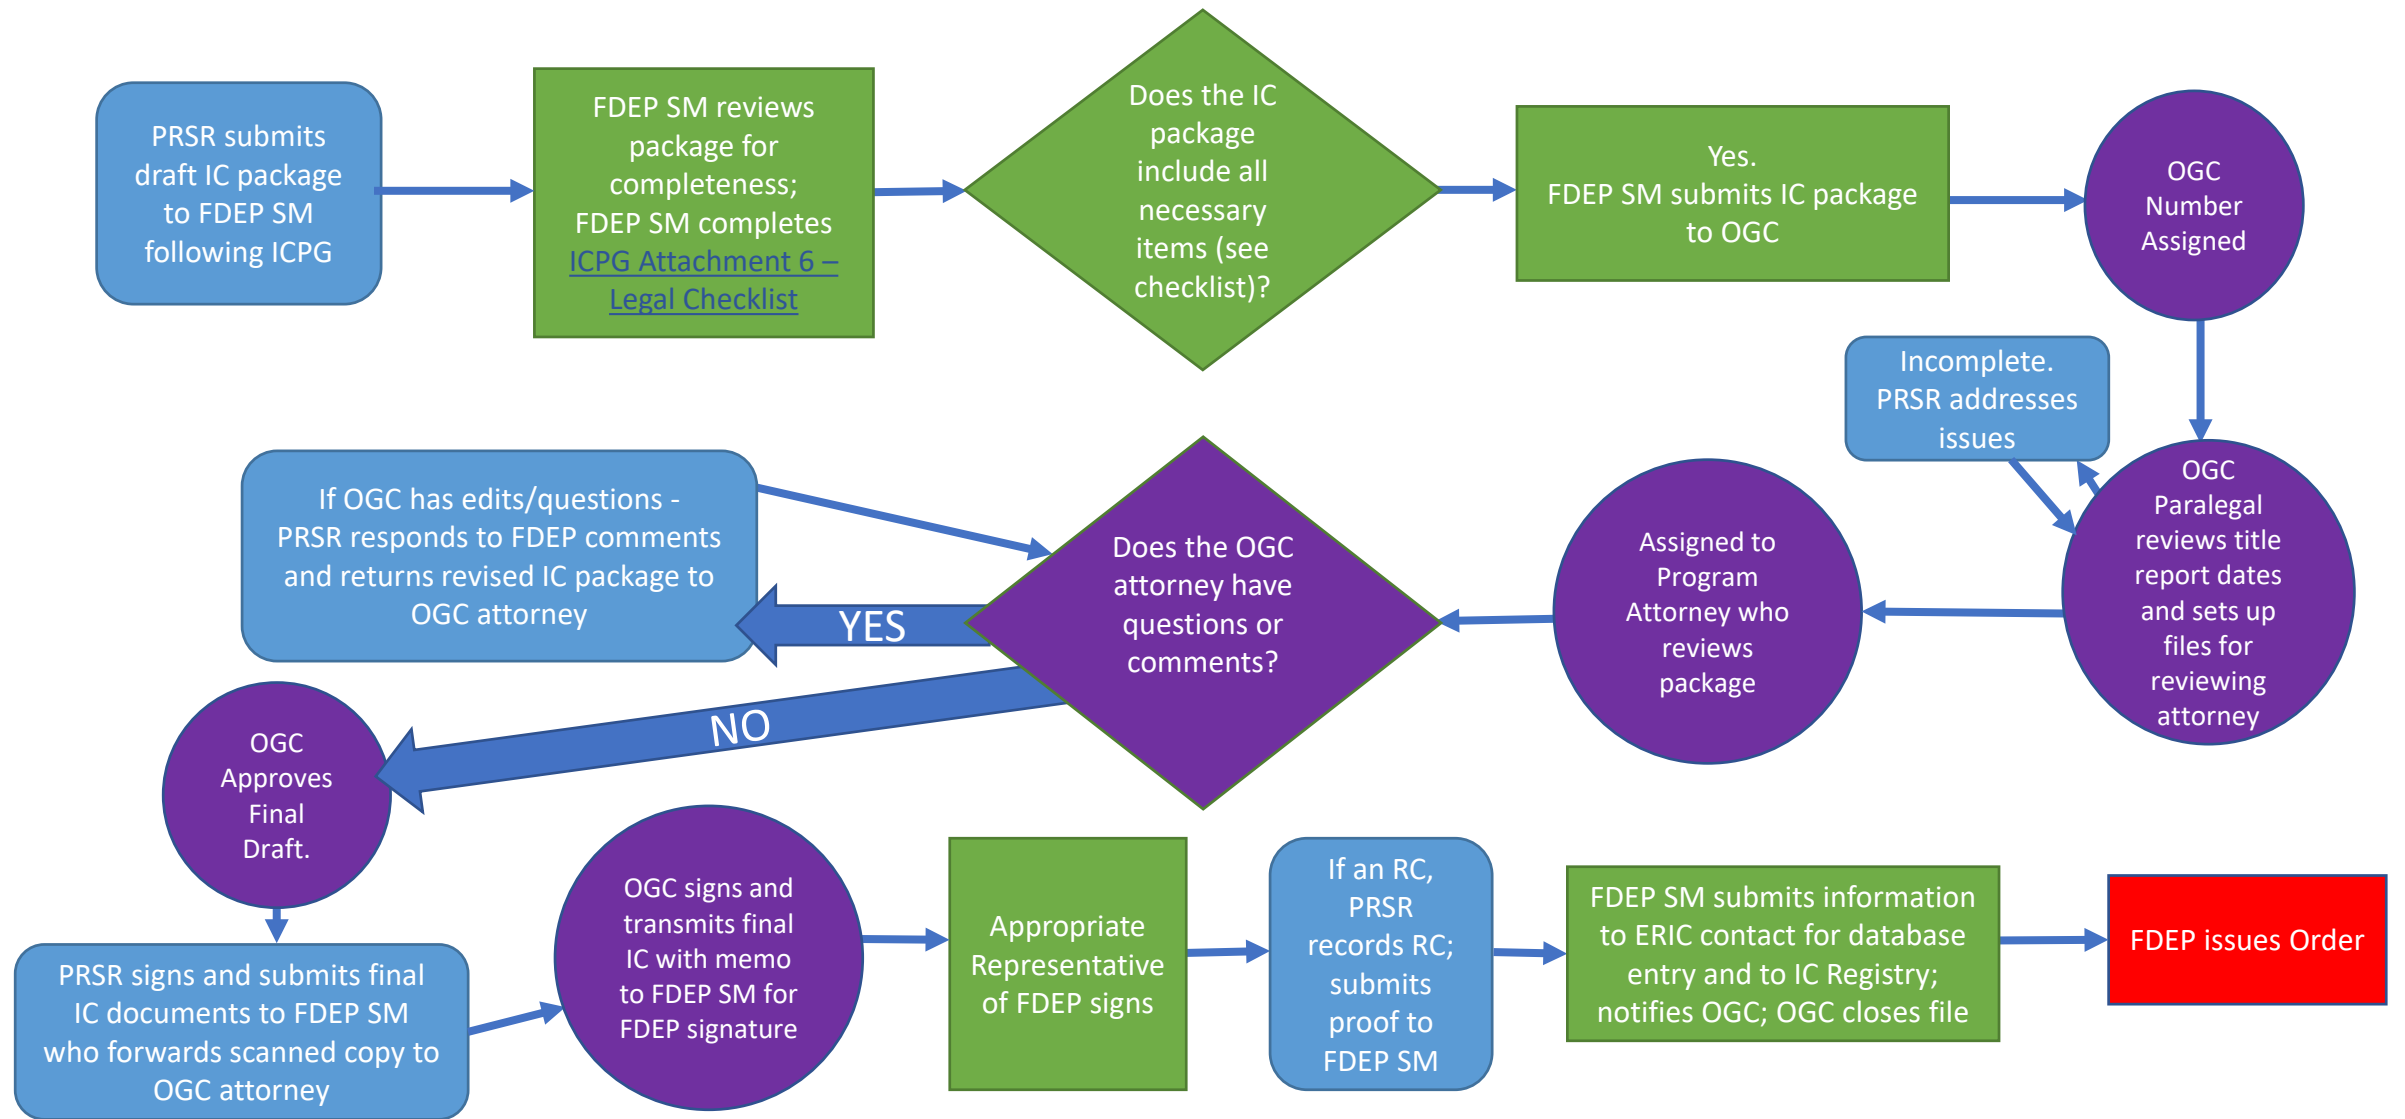 PRSR submits
draft IC package
to FDEP SM
following ICPG
FDEP SM reviews
package for
completeness;
FDEP SM completes
ICPG Attachment 6 –
Legal Checklist
Does the IC
package
include all
necessary
items (see
checklist)?
Yes.
FDEP SM submits IC package
to OGC
OGC
Number
Assigned
Incomplete.
PRSR addresses
issues
OGC
Paralegal
reviews title
report dates
and sets up
files for
reviewing
attorney
Assigned to
Program
Attorney who
reviews
package
Does the OGC
attorney have
questions or
comments?
YES
If OGC has edits/questions -
PRSR responds to FDEP comments
and returns revised IC package to
OGC attorney
NO
OGC
Approves
Final
Draft.
PRSR signs and submits final
IC documents to FDEP SM
who forwards scanned copy to
OGC attorney
OGC signs and
transmits final
IC with memo
to FDEP SM for
FDEP signature
Appropriate
Representative
of FDEP signs
If an RC,
PRSR
records RC;
submits
proof to
FDEP SM
FDEP SM submits information
to ERIC contact for database
entry and to IC Registry;
notifies OGC; OGC closes file
FDEP issues Order